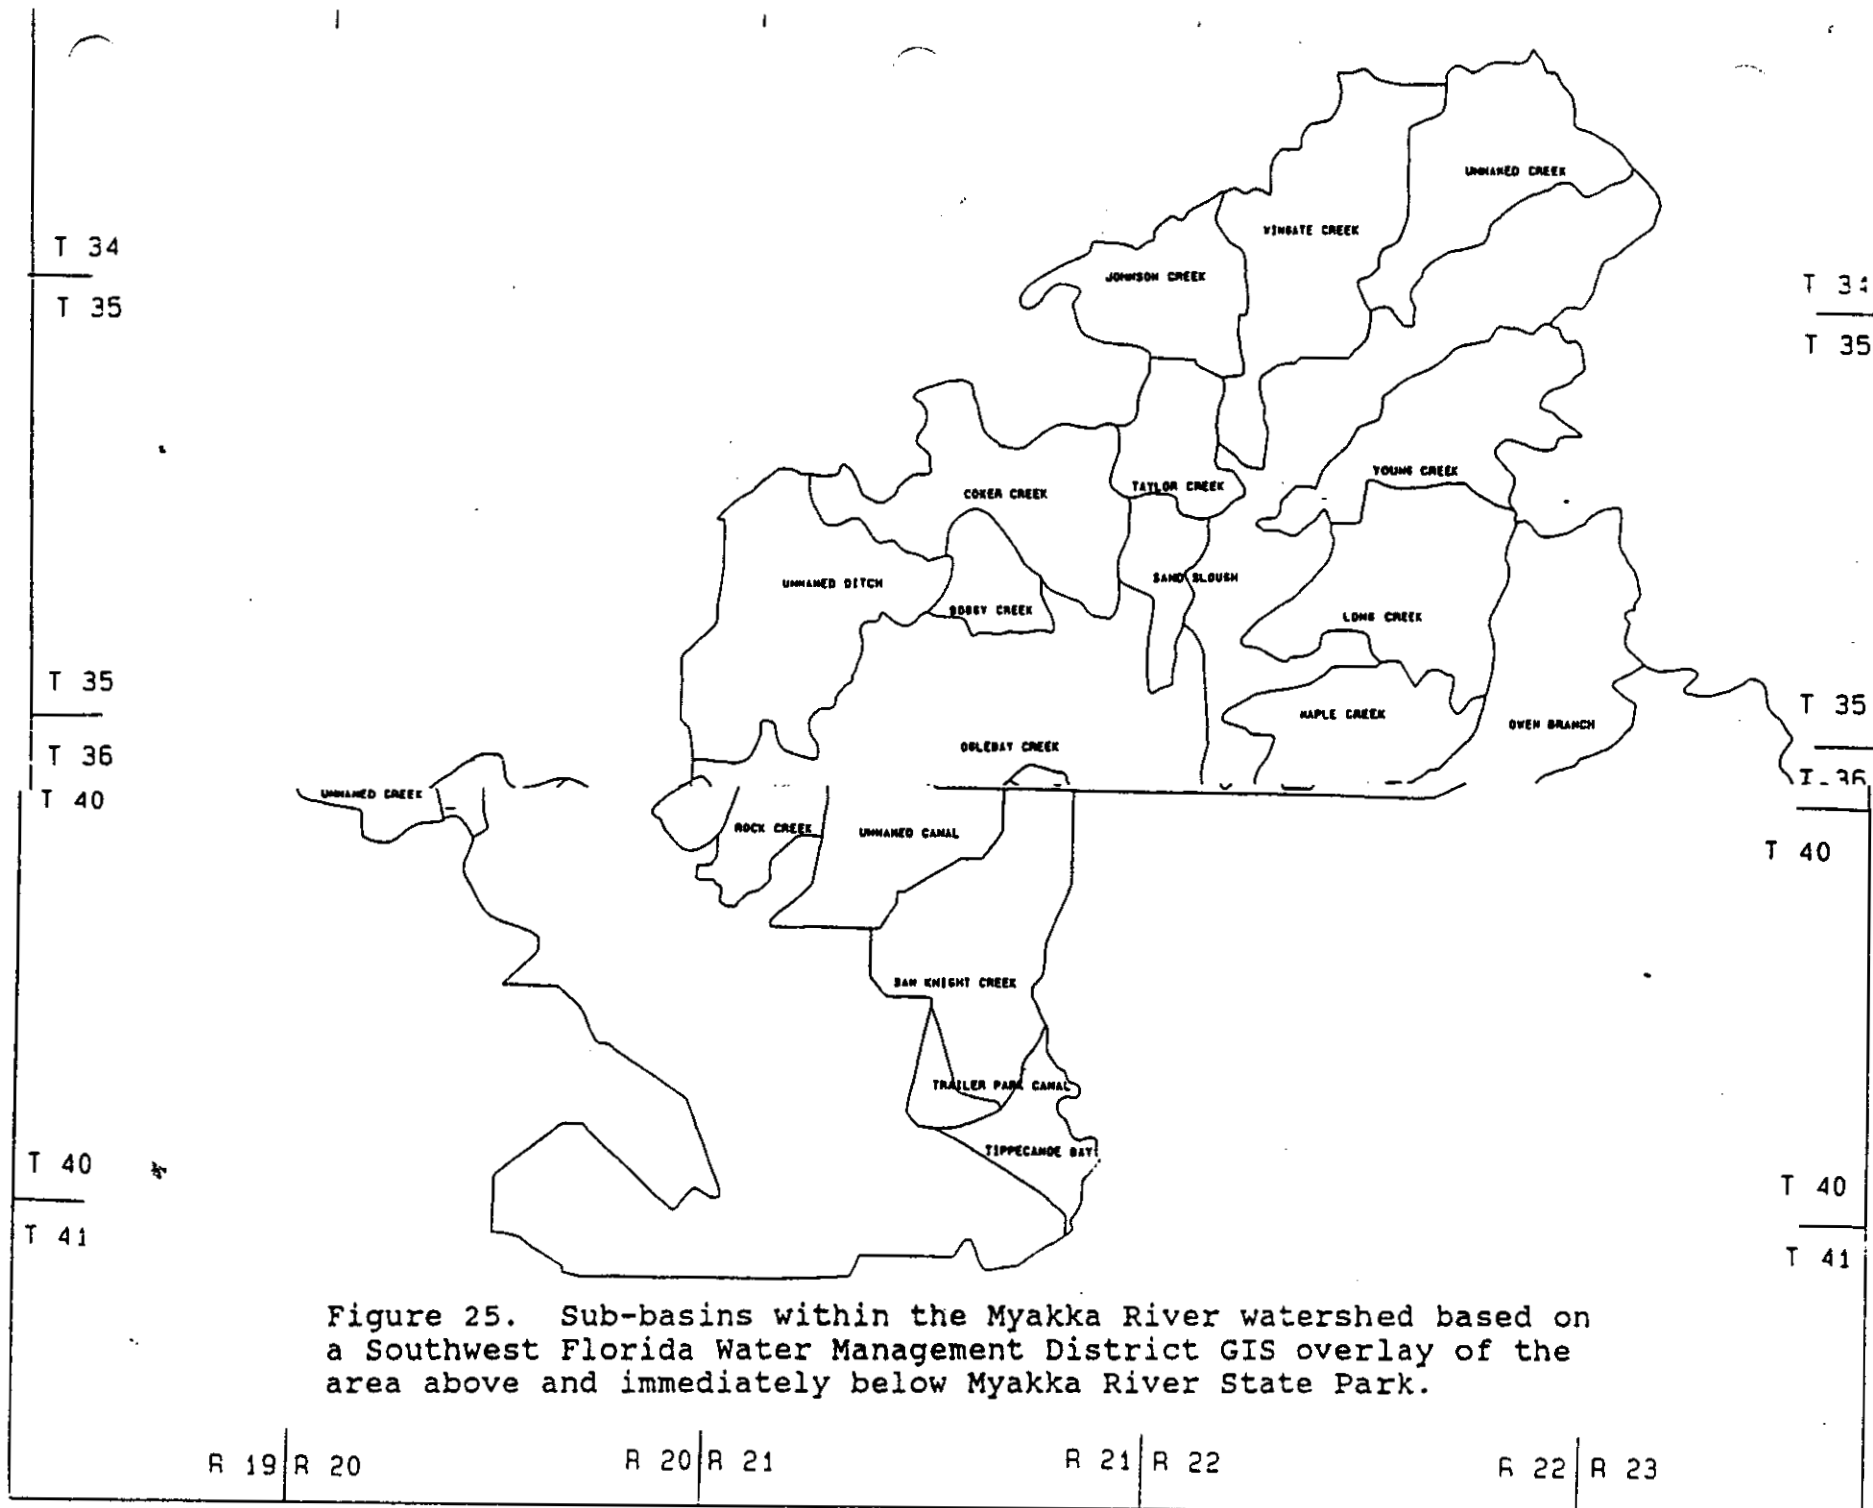 UNNAMED CREEK
WINGATE CREEK
T 34
JOHNSON CREEK
T 35
T 35
YOUNG CREEK
COKER CREEK
TAYLOR CREEK
UNNAMED DITCH
SAND SLOUGH
BOGGY CREEK
LONG CREEK
T 35
T 35
MAPLE CREEK
OWEN BRANCH
OGLEBAY CREEK
T 36
T 36
UNNAMED CREEK
T 40
ROCK CREEK
UNNAMED CANAL
T 40
SAM KNIGHT CREEK
TRAILER PARK CANAL
TIPPECANOE BAY
T 40
T 40
T 41
T 41
Figure 25. Sub-basins within the Myakka River watershed based on
a Southwest Florida Water Management District GIS overlay of the
area above and immediately below Myakka River State Park.
R 19 R 20
R 20 R 21
R 21 R 22
R 22 R 23